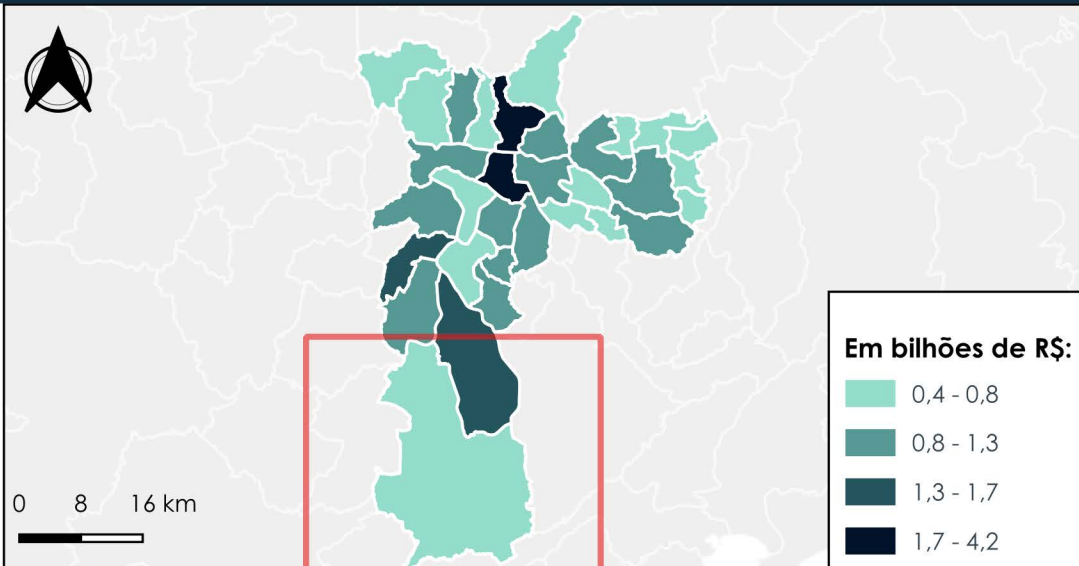 Em bilhões de R$:
0,4 - 0,8
0,8 - 1,3
1,3 - 1,7
1,7 - 4,2
0 8 16 km